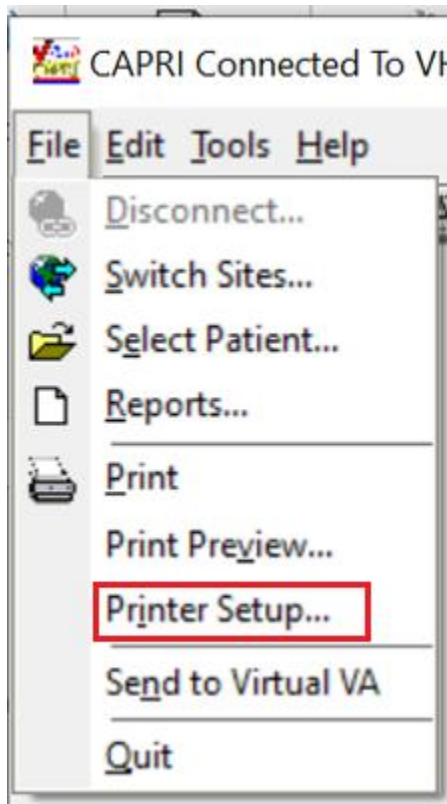 CAPRI Connected To VH
File Edit Tools Help
Disconnect...
Switch Sites...
Select Patient...
Reports...
Print
Print Preview...
Printer Setup...
Send to Virtual VA
Quit